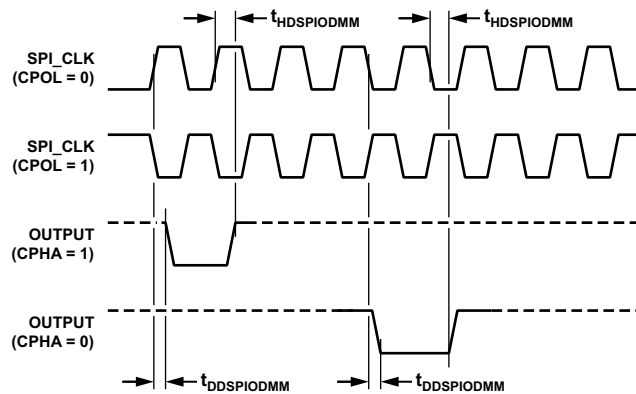 tHDSPIODMM
tHDSPIODMM
SPI_CLK
(CPOL = 0)
SPI_CLK
(CPOL = 1)
OUTPUT
(CPHA = 1)
OUTPUT
(CPHA = 0)
tDDSPIODMM
tDDSPIODMM